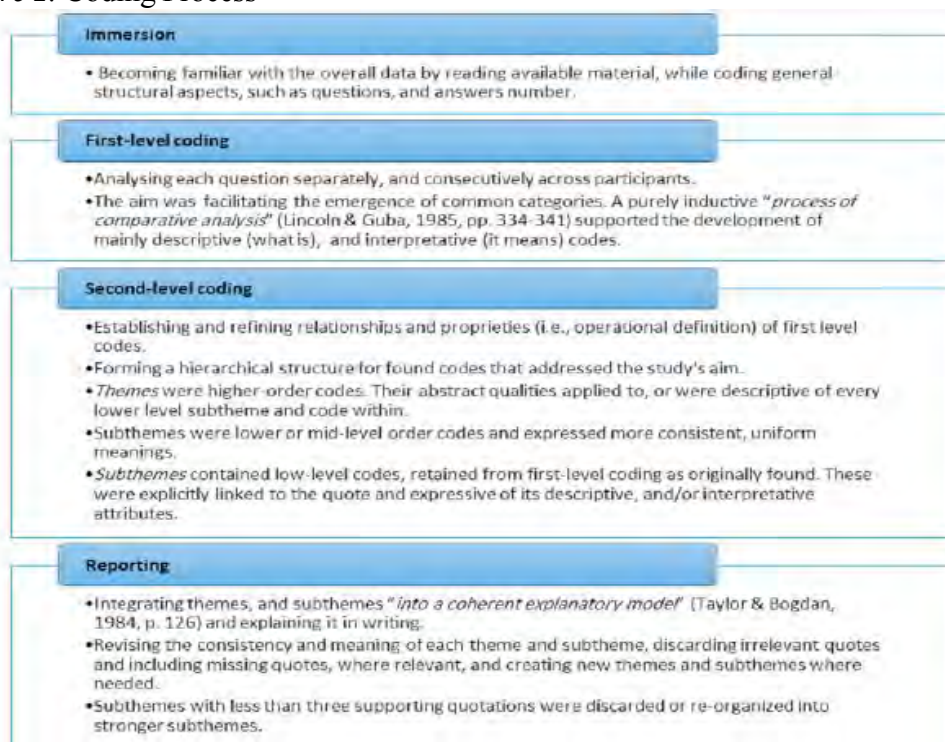 2. Coding Process
Immersion
• Becoming familiar with the overall data by reading available material, while coding general
structural aspects, such as questions, and answers number.
First-level coding
•Analysing each question separately, and consecutively across participants.
•The aim was facilitating the emergence of common categories. A purely inductive "process of
comparative analysis" (Lincoln & Guba, 1985, pp. 334-341) supported the development of
mainly descriptive (what is), and interpretative (it means) codes.
Second-level coding
•Establishing and refining relationships and proprieties (i.e., operational definition) of first level
codes.
•Forming a hierarchical structure for found codes that addressed the study's aim.
•Themes were higher-order codes. Their abstract qualities applied to, or were descriptive of every
lower level subtheme and code within.
•Subthemes were lower or mid-level order codes and expressed more consistent, uniform
meanings.
•Subthemes contained low-level codes, retained from first-level coding as originally found. These
were explicitly linked to the quote and expressive of its descriptive, and/or interpretative
attributes.
Reporting
•Integrating themes, and subthemes "into a coherent explanatory model" (Taylor & Bogdan,
1984, p. 126) and explaining it in writing.
•Revising the consistency and meaning of each theme and subtheme, discarding irrelevant quotes
and including missing quotes, where relevant, and creating new themes and subthemes where
needed.
•Subthemes with less than three supporting quotations were discarded or re-organized into
stronger subthemes.